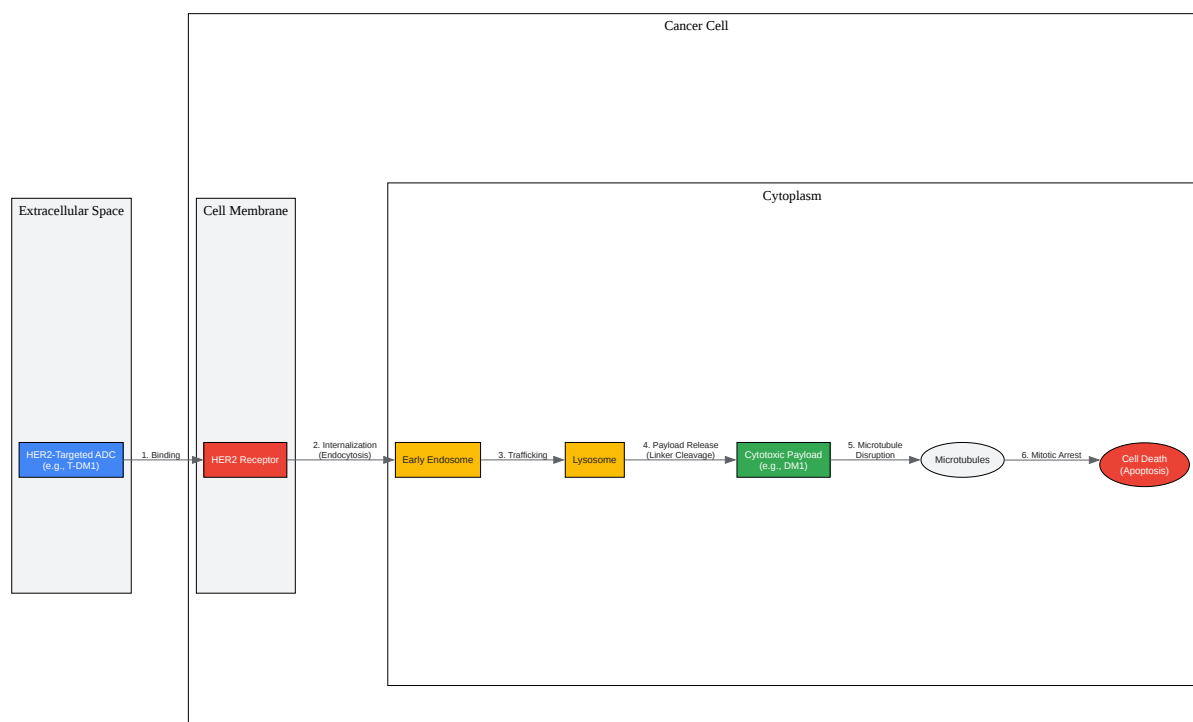 Cancer Cell
Cytoplasm
Extracellular Space
Cell Membrane
HER2-Targeted ADC
(e.g., T-DM1)
1. Binding
HER2 Receptor
2. Internalization
(Endocytosis)
Early Endosome
3. Trafficking
Lysosome
4. Payload Release
(Linker Cleavage)
Cytotoxic Payload
(e.g., DM1)
5. Microtubule
Disruption
Microtubules
6. Mitotic Arrest
Cell Death
(Apoptosis)